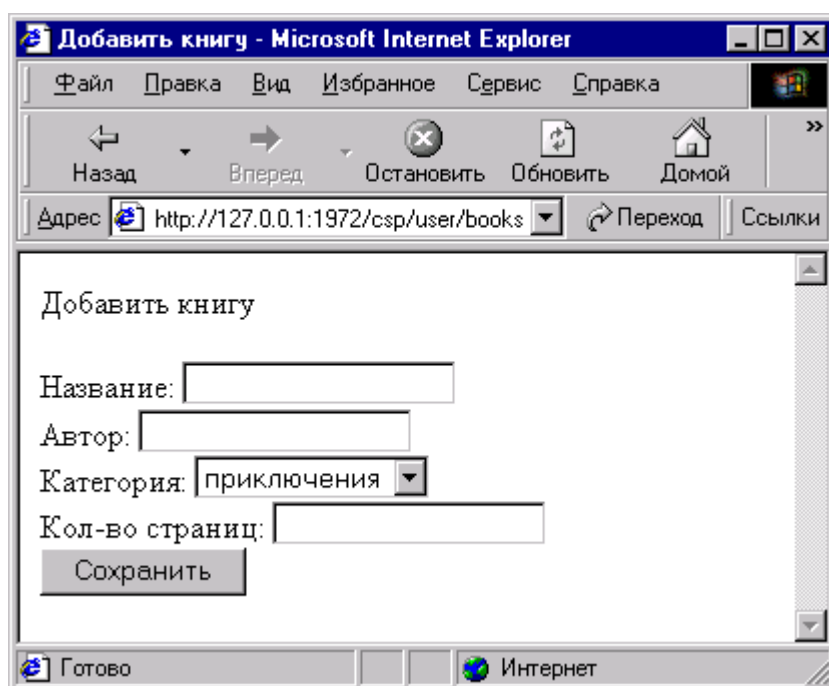 Добавить книгу - Microsoft Internet Explorer
Файл Правка Вид Избранное Сервис Справка
Назад Вперед Остановить Обновить Домой »
Адрес http://127.0.0.1:1972/csp/user/books Переход Ссылки
Добавить книгу
Название:
Автор:
Категория: приключения
Кол-во страниц:
Сохранить
Готово Интернет